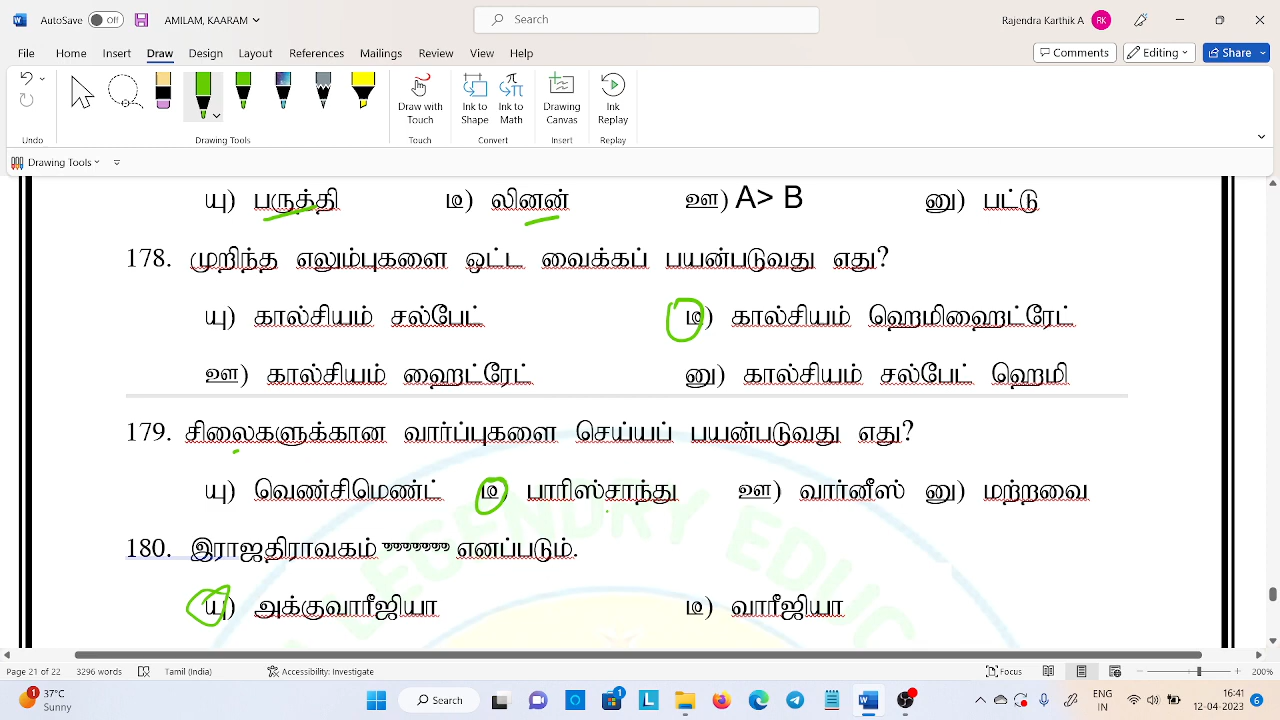 AutoSave Off AMILAM, KAARAM Search Rajendra Karthik A RK
File Home Insert Draw Design Layout References Mailings Review View Help Comments Editing Share
Draw with Touch Ink to Shape Ink to Math Drawing Canvas Ink Replay
Undo Drawing Tools Touch Convert Insert Replay
Drawing Tools
யு) பருத்தி டீ) லினன் ஊ) A> B னு) பட்டு
178. முறிந்த எலும்புகளை ஒட்ட வைக்கப் பயன்படுவது எது?
யு) கால்சியம் சல்பேட் டீ) கால்சியம் ஹெமிஹைட்ரேட்
ஊ) கால்சியம் ஹைட்ரேட் னு) கால்சியம் சல்பேட் ஹெமி
179. சிலைகளுக்கான வார்ப்புகளை செய்யப் பயன்படுவது எது?
யு) வெண்சிமெண்ட் டீ) பாரிஸ்சாந்து ஊ) வார்னீஸ் னு) மற்றவை
180. இராஜதிராவகம் எனப்படும்.
யு) அக்குவாரீஜியா டீ) வாரீஜியா
Page 21 of 22 3296 words Tamil (India) Accessibility: Investigate Focus 200%
1 37°C Sunny Search 1 ENG IN 16:41 12-04-2023 6